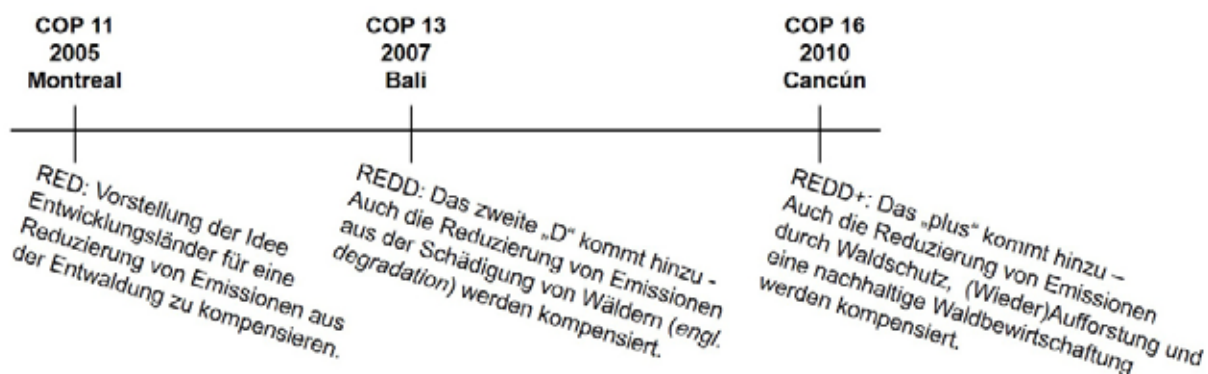 COP 11
2005
Montreal
COP 13
2007
Bali
COP 16
2010
Cancún
RED: Vorstellung der Idee
Entwicklungsländer für eine
Reduzierung von Emissionen aus
der Entwaldung zu kompensieren.
REDD: Das zweite „D“ kommt hinzu -
Auch die Reduzierung von Emissionen
aus der Schädigung von Wäldern (engl.
degradation) werden kompensiert.
REDD+: Das „plus“ kommt hinzu –
Auch die Reduzierung von Emissionen
durch Waldschutz, (Wieder)Aufforstung und
eine nachhaltige Waldbewirtschaftung
werden kompensiert.